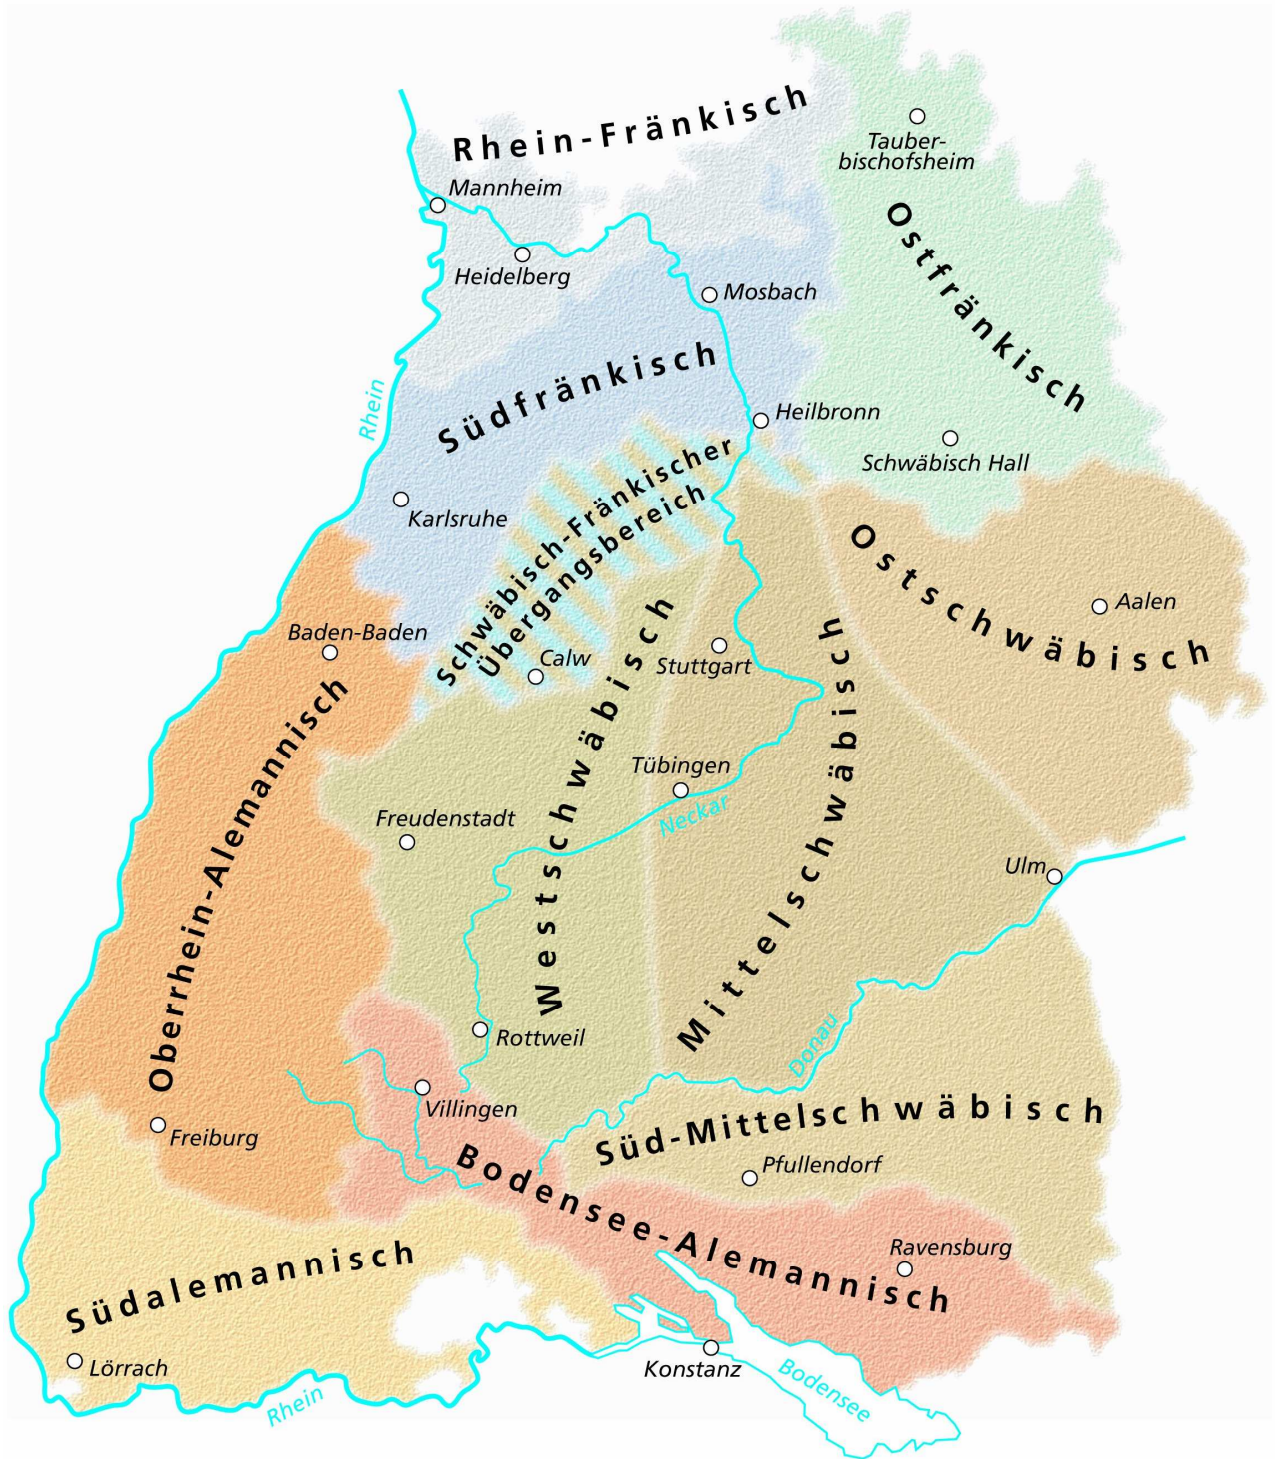 Rhein-Fränkisch
Tauber-
bischofsheim
Mannheim
Ostfränkisch
Heidelberg
Mosbach
Südfränkisch
Rhein
Heilbronn
Schwäbisch Hall
Karlsruhe
Schwäbisch-Fränkischer
Übergangsbereich
Ostschwäbisch
Aalen
Baden-Baden
Calw
Stuttgart
Oberrhein-Alemannisch
Westschwäbisch
Mittelschwäbisch
Tübingen
Neckar
Freudenstadt
Ulm
Rottweil
Donau
Villingen
Freiburg
Süd-Mittelschwäbisch
Pfullendorf
Bodensee-Alemannisch
Ravensburg
Südalemannisch
Lörrach
Konstanz
Bodensee
Rhein